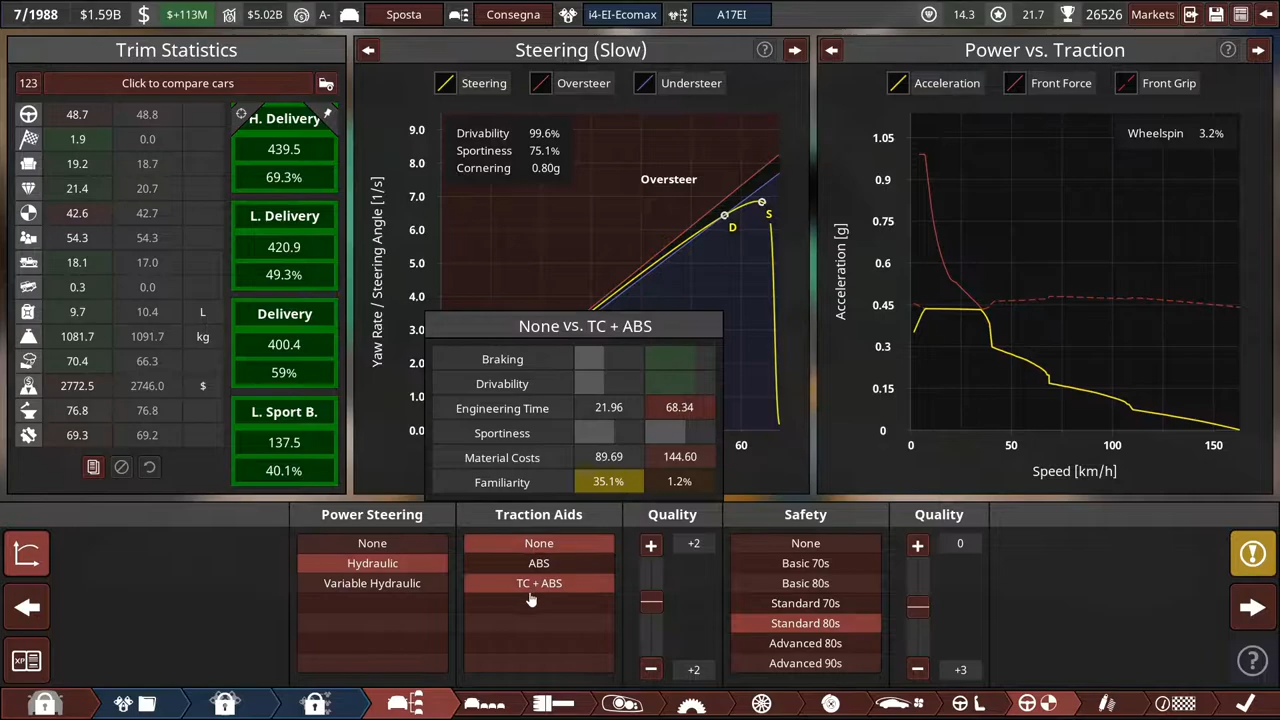 7/1988 $1.59B $+113M $5.02B A- Sposta Consegna i4-EI-Ecomax A17EI 14.3 21.7 26526 Markets
Trim Statistics
123 Click to compare cars
48.7 48.8
1.9 0.0
19.2 18.7
21.4 20.7
42.6 42.7
54.3 54.3
18.1 17.0
0.3 0.0
9.7 10.4 L
1081.7 1091.7 kg
70.4 66.3
2772.5 2746.0 $
76.8 76.8
69.3 69.2
H. Delivery
439.5
69.3%
L. Delivery
420.9
49.3%
Delivery
400.4
59%
L. Sport B.
137.5
40.1%
Steering (Slow)
Steering Oversteer Understeer
Drivability 99.6%
Sportiness 75.1%
Cornering 0.80g
Oversteer
D
S
Yaw Rate / Steering Angle [1/s]
9.0
8.0
7.0
6.0
5.0
4.0
3.0
2.0
1.0
0.0
60
None vs. TC + ABS
Braking
Drivability
Engineering Time 21.96 68.34
Sportiness
Material Costs 89.69 144.60
Familiarity 35.1% 1.2%
Power vs. Traction
Acceleration Front Force Front Grip
Wheelspin 3.2%
Acceleration [g]
1.05
0.9
0.75
0.6
0.45
0.3
0.15
0
0 50 100 150
Speed [km/h]
Power Steering
None
Hydraulic
Variable Hydraulic
Traction Aids
None
ABS
TC + ABS
Quality
+2
+2
Safety
None
Basic 70s
Basic 80s
Standard 70s
Standard 80s
Advanced 80s
Advanced 90s
Quality
0
+3
XP